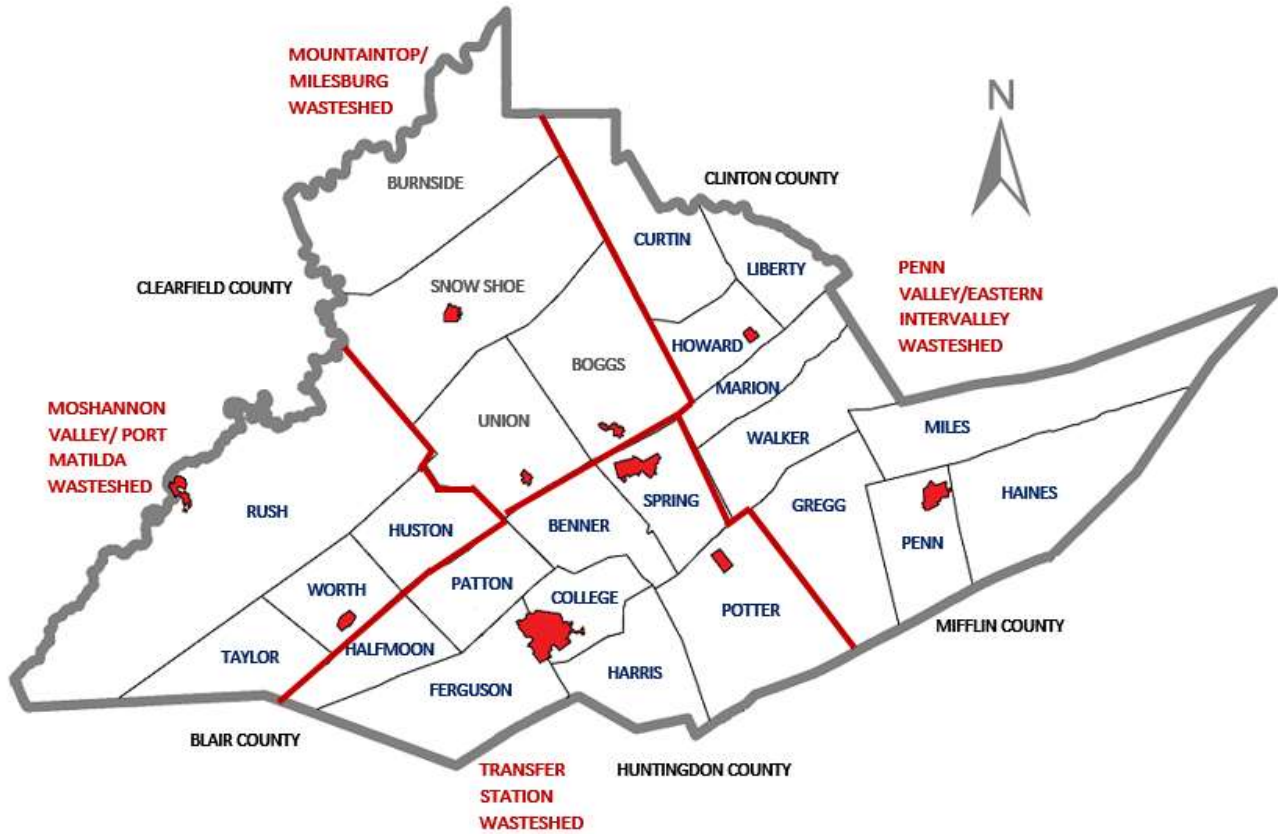 MOUNTAINTOP/
MILESBURG
WASTESHED
N
BURNSIDE
CLINTON COUNTY
CURTIN
LIBERTY
PENN
VALLEY/EASTERN
INTERVALLEY
WASTESHED
CLEARFIELD COUNTY
SNOW SHOE
HOWARD
BOGGS
MARION
MOSHANNON
VALLEY/ PORT
MATILDA
WASTESHED
UNION
WALKER
MILES
RUSH
HUSTON
BENNER
SPRING
GREGG
HAINES
PENN
WORTH
PATTON
COLLEGE
POTTER
MIFFLIN COUNTY
TAYLOR
HALFMOON
HARRIS
FERGUSON
BLAIR COUNTY
HUNTINGDON COUNTY
TRANSFER
STATION
WASTESHED